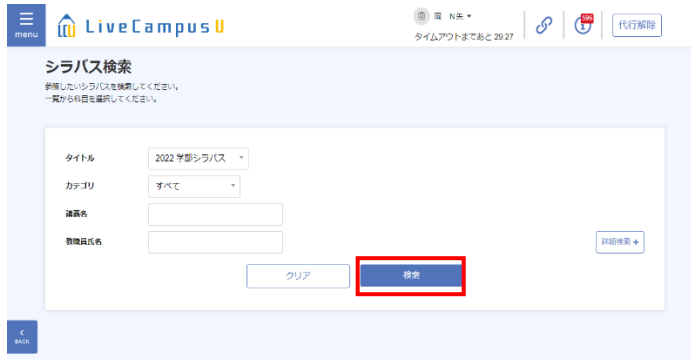 menu
LiveCampusU
岡 N矢
タイムアウトまであと 29:27
596
代行解除
シラバス検索
参照したいシラバスを検索してください。
一覧から科目を選択してください。
タイトル
2022 学部シラバス
カテゴリ
すべて
講義名
教職員氏名
詳細検索 +
クリア
検索
BACK